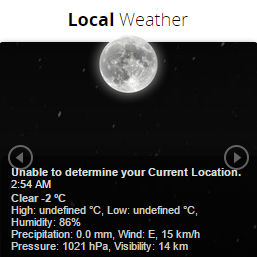 Local Weather
Unable to determine your Current Location.
2:54 AM
Clear -2 °C
High: undefined °C, Low: undefined °C,
Humidity: 86%
Precipitation: 0.0 mm, Wind: E, 15 km/h
Pressure: 1021 hPa, Visibility: 14 km